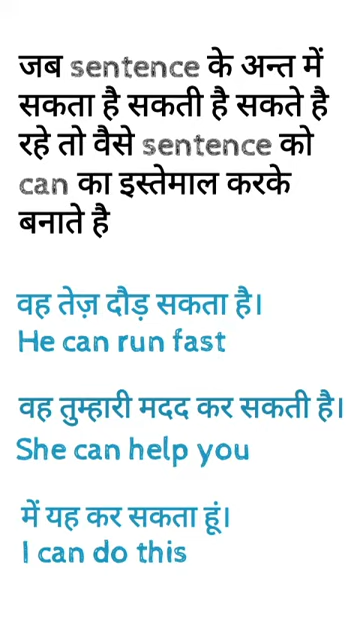 जब sentence के अन्त में
सकता है सकती है सकते है
रहे तो वैसे sentence को
can का इस्तेमाल करके
बनाते है
वह तेज़ दौड़ सकता है।
He can run fast
वह तुम्हारी मदद कर सकती है।
She can help you
में यह कर सकता हूं।
I can do this